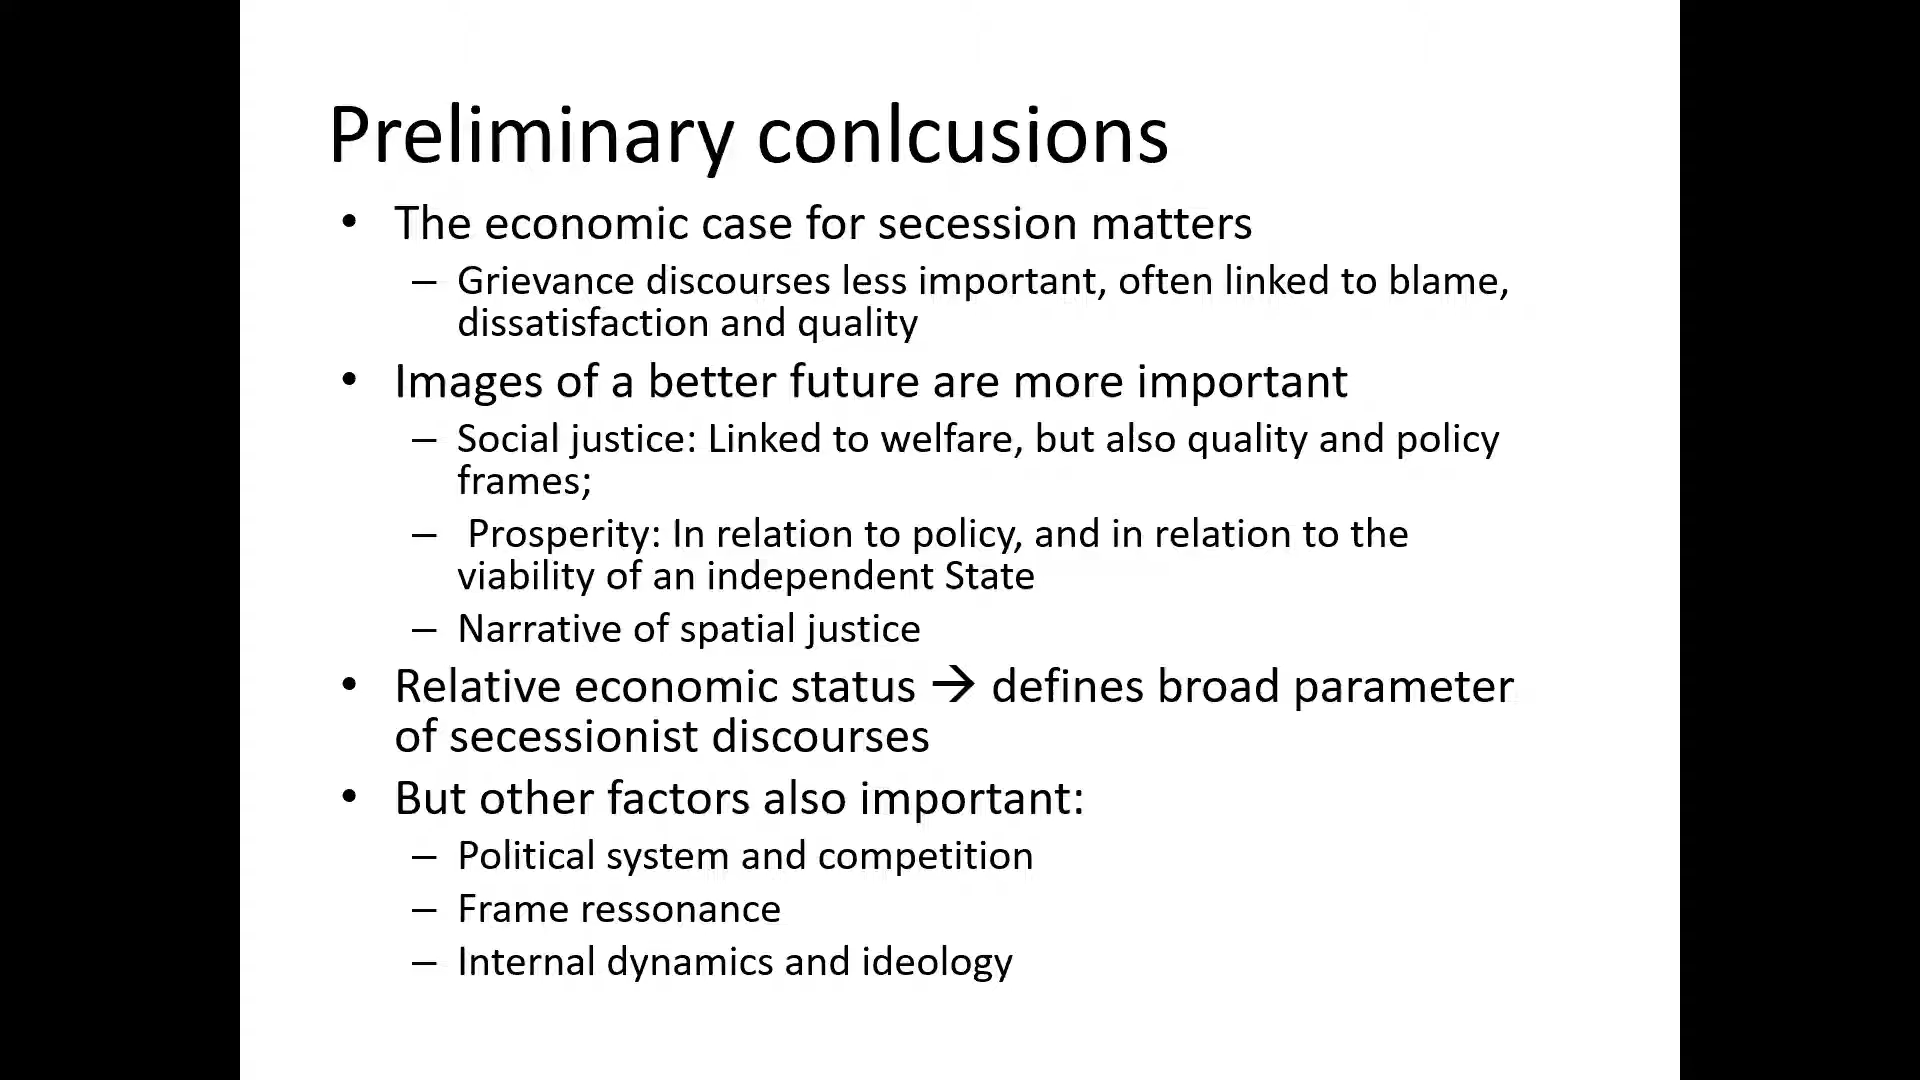 Preliminary conlcusions
• The economic case for secession matters
– Grievance discourses less important, often linked to blame,
dissatisfaction and quality
• Images of a better future are more important
– Social justice: Linked to welfare, but also quality and policy
frames;
– Prosperity: In relation to policy, and in relation to the
viability of an independent State
– Narrative of spatial justice
• Relative economic status → defines broad parameter
of secessionist discourses
• But other factors also important:
– Political system and competition
– Frame ressonance
– Internal dynamics and ideology